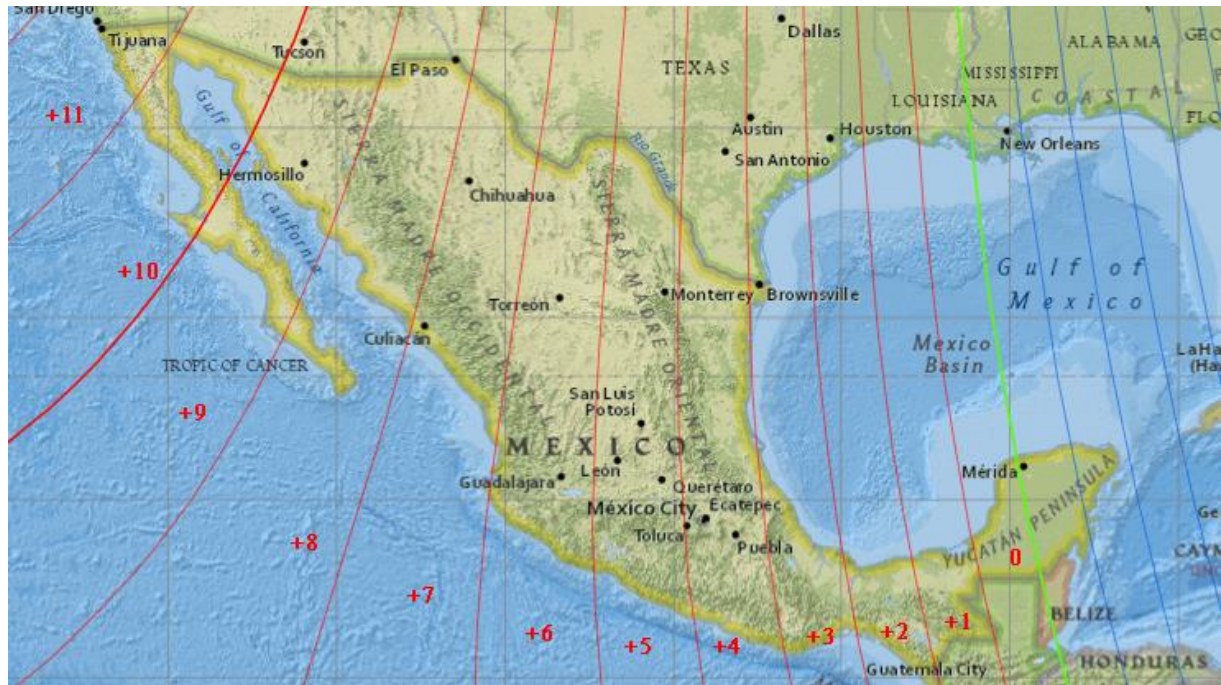 San Diego
Tijuana
Tucson
El Paso
Dallas
TEXAS
ALABAMA
MISSISSIPPI
LOUISIANA
COASTAL
+11
Gulf of
California
SIERRA MADRE OCCIDENTAL
Hermosillo
Chihuahua
Rio Grande
Austin
San Antonio
Houston
New Orleans
SIERRA MADRE ORIENTAL
+10
Torreón
Monterrey
Brownsville
Gulf of
Mexico
Culiacán
TROPIC OF CANCER
Mexico
Basin
+9
San Luis
Potosí
MEXICO
León
Guadalajara
Querétaro
México City
Ecatepec
Toluca
Puebla
Mérida
YUCATÁN PENINSULA
0
+8
+7
+6
+5
+4
+3
+2
+1
BELIZE
Guatemala City
HONDURAS